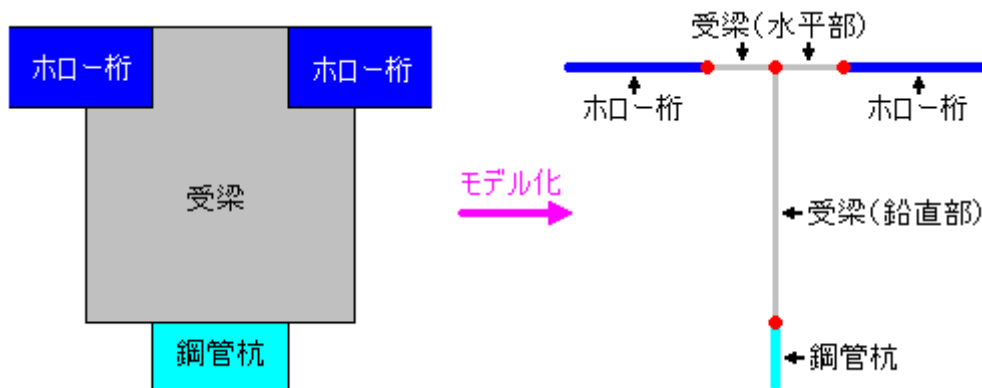 ホロー桁
ホロー桁
受梁
鋼管杭
モデル化
受梁(水平部)
ホロー桁
ホロー桁
受梁(鉛直部)
鋼管杭